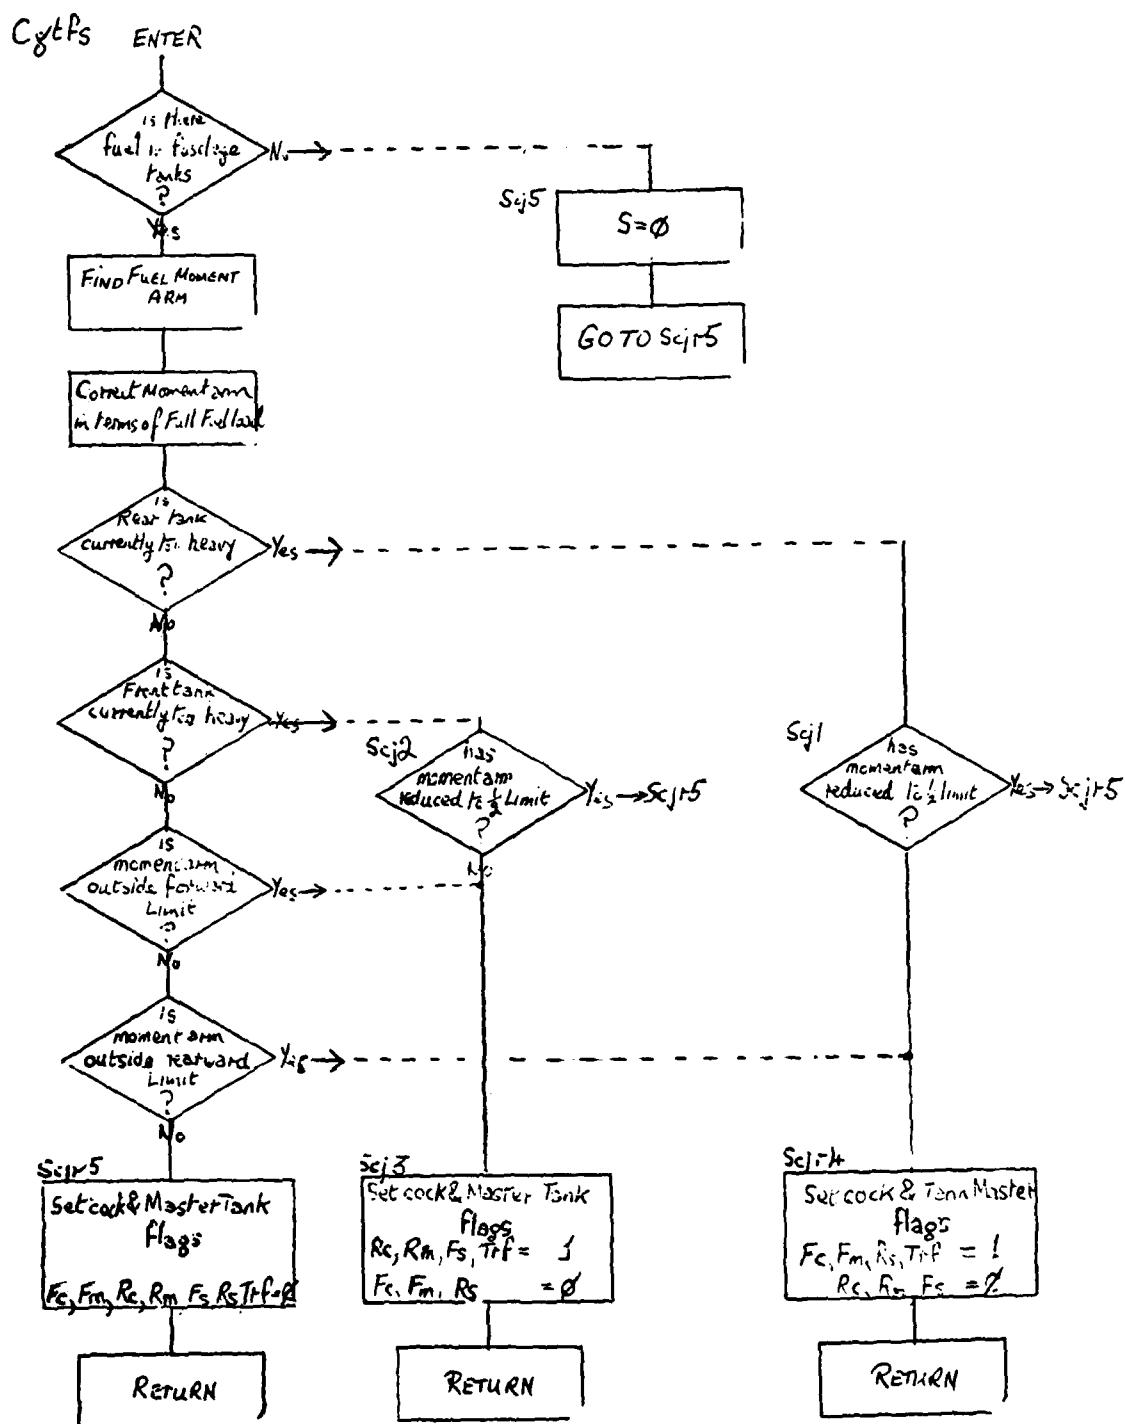 Cgtfs
ENTER
is there
fuel in fuselage
tanks
?
No
Yes
Scj5
S=Ø
GO TO Scjr5
FIND FUEL MOMENT
ARM
Correct Moment arm
in terms of Full Fuel load
is
Rear tank
currently too heavy
?
Yes
No
is
Front tank
currently too heavy
?
Yes
No
Scj2
has
moment arm
reduced to ½ Limit
?
Yes → Scjr5
No
Scj1
has
moment arm
reduced to ½ limit
?
Yes → Scjr5
is
moment arm
outside forward
Limit
?
Yes
No
is
moment arm
outside rearward
Limit
?
Yes
No
Scjr5
Set cock & Master Tank
flags
Fc, Fm, Rc, Rm Fs Rs Trf=Ø
RETURN
Scj3
Set cock & Master Tank
flags
Rc, Rm, Fs, Trf = 1
Fc, Fm, Rs = Ø
RETURN
Scjr4
Set cock & Tank Master
flags
Fc, Fm, Rs, Trf = 1
Rc, Rm, Fs = Ø
RETURN